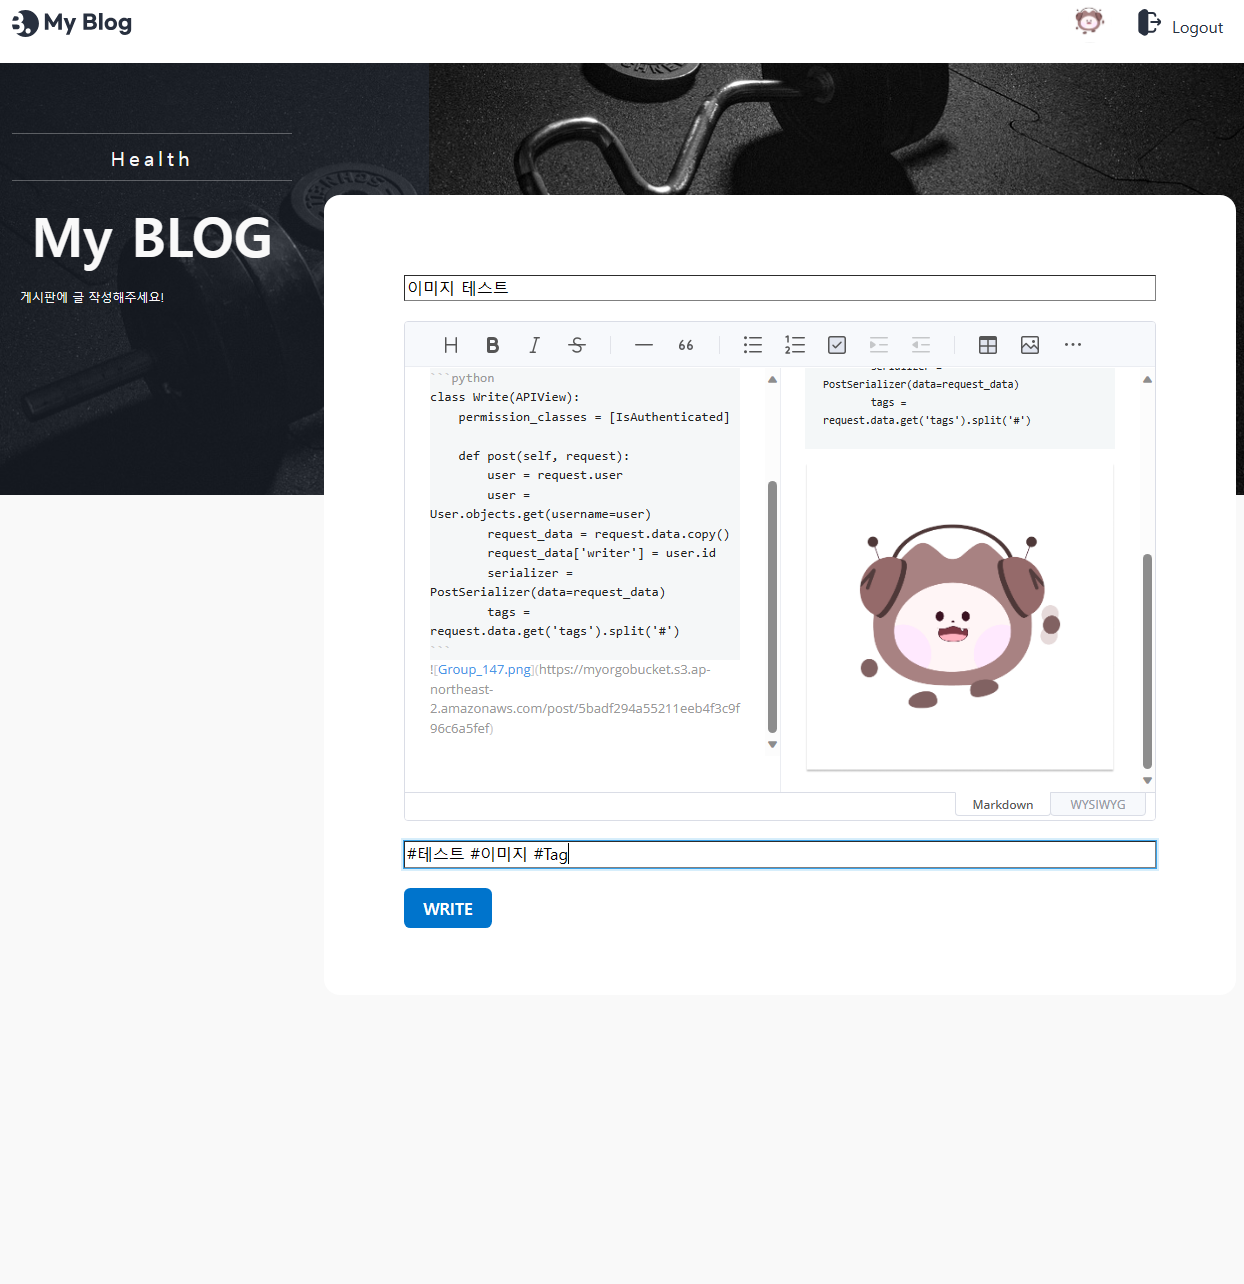 My Blog
Logout
Health
My BLOG
게시판에 글 작성해주세요!
이미지 테스트
```python
class Write(APIView):
permission_classes = [IsAuthenticated]
def post(self, request):
user = request.user
user =
User.objects.get(username=user)
request_data = request.data.copy()
request_data['writer'] = user.id
serializer =
PostSerializer(data=request_data)
tags =
request.data.get('tags').split('#')
```
![Group_147.png](https://myorgobucket.s3.ap-
northeast-
2.amazonaws.com/post/5badf294a55211eeb4f3c9f
96c6a5fef)
serializer =
PostSerializer(data=request_data)
tags =
request.data.get('tags').split('#')
Markdown
WYSIWYG
#테스트 #이미지 #Tag
WRITE